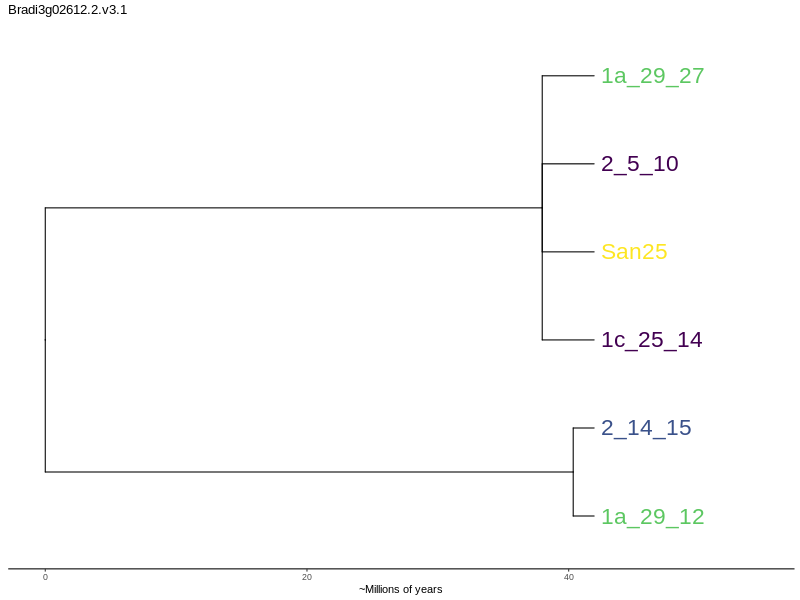 Bradi3g02612.2.v3.1
1a_29_27
2_5_10
San25
1c_25_14
2_14_15
1a_29_12
0 20 40
~Millions of years